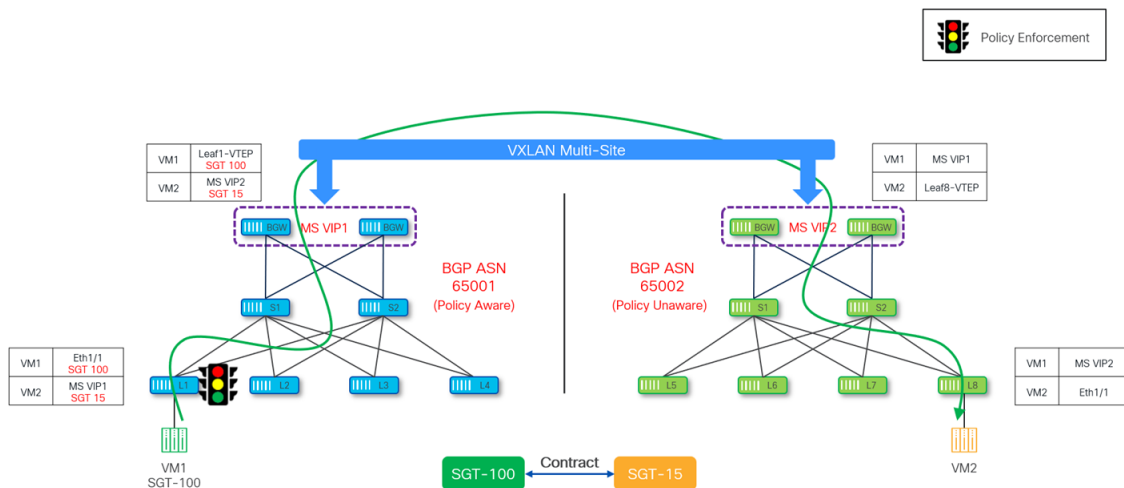 Policy Enforcement
VXLAN Multi-Site
VM1
Leaf1-VTEP
SGT 100
VM2
MS VIP2
SGT 15
VM1
MS VIP1
VM2
Leaf8-VTEP
BGW
MS VIP1
BGW
BGW
MS VIP2
BGW
BGP ASN
65001
(Policy Aware)
BGP ASN
65002
(Policy Unaware)
S1
S2
S1
S2
VM1
Eth1/1
SGT 100
VM2
MS VIP1
SGT 15
VM1
MS VIP2
VM2
Eth1/1
L1
L2
L3
L4
L5
L6
L7
L8
VM1
SGT-100
VM2
SGT-100
Contract
SGT-15